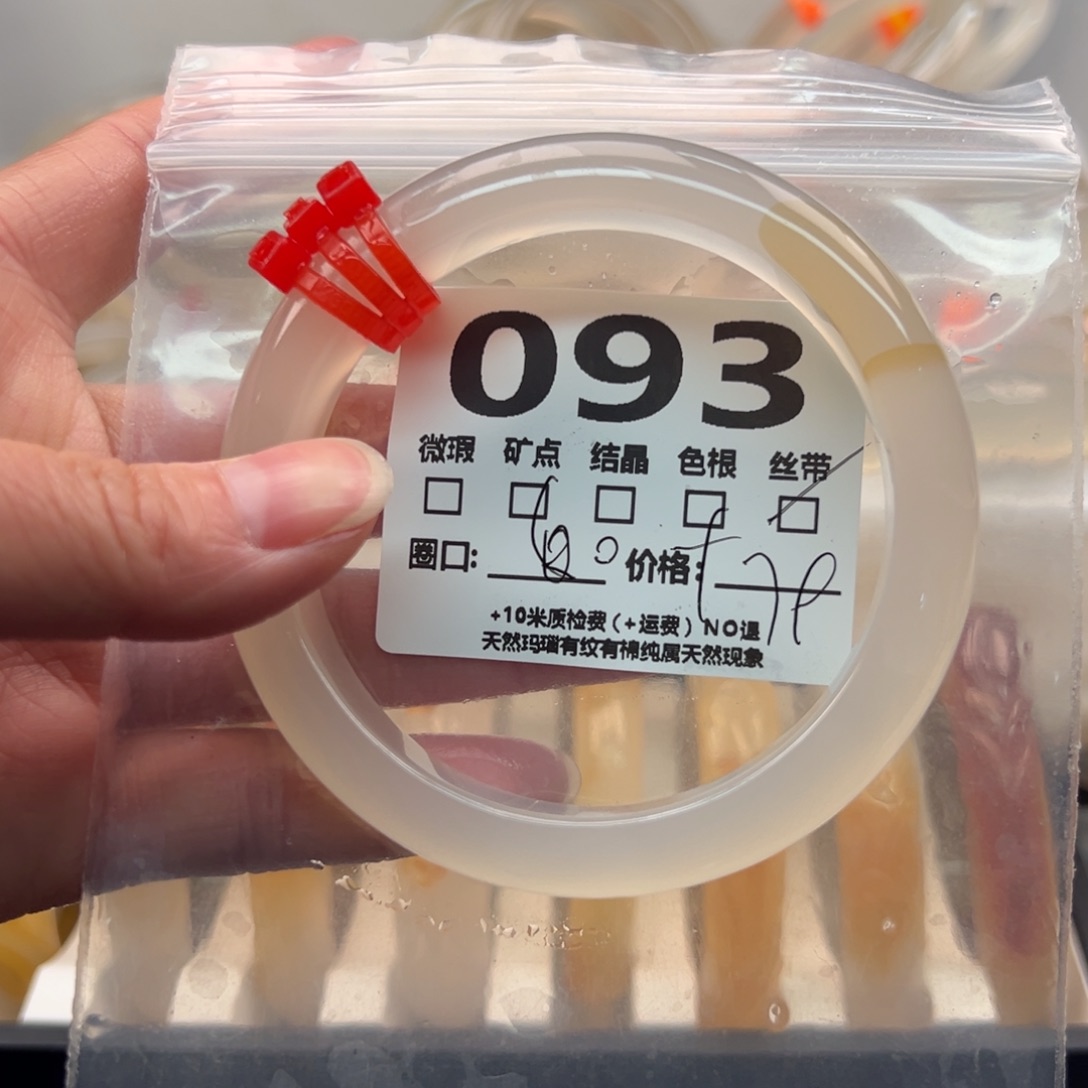 093
微瑕 矿点 结晶 色根 丝带
圈口: 价格:
+10米质检费(+运费)NO退
天然玛瑙有纹有棉纯属天然现象